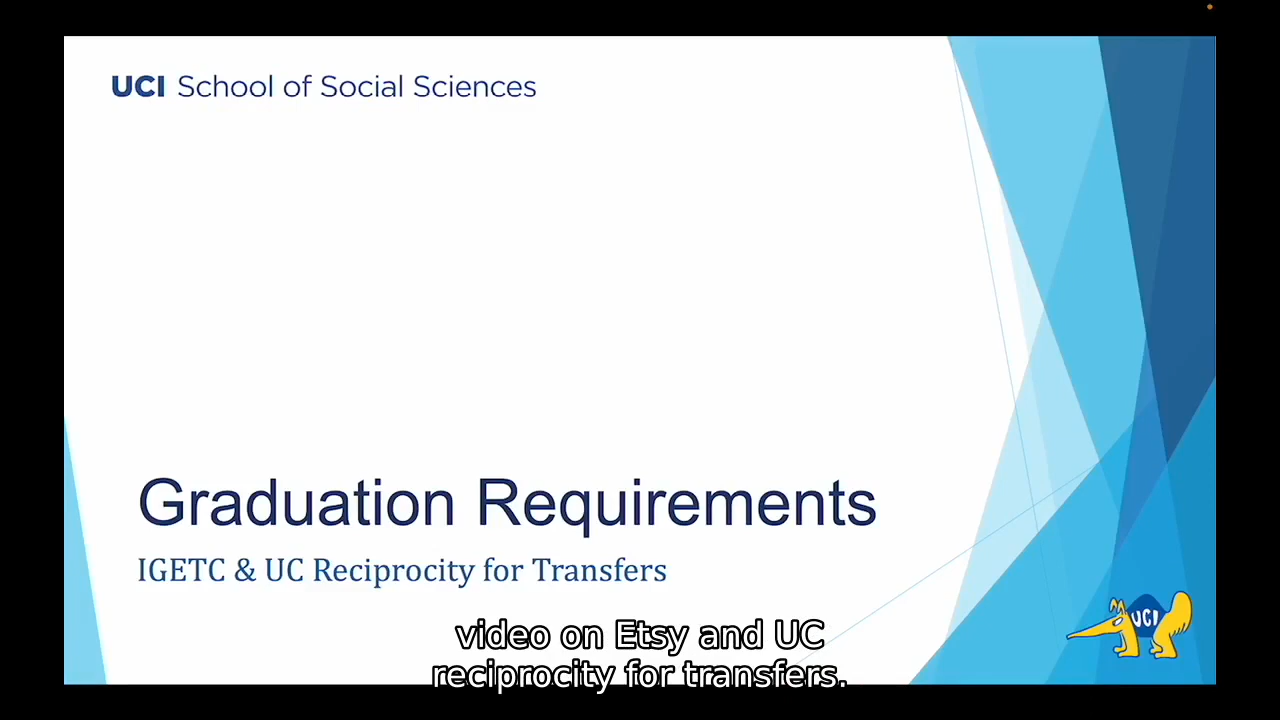 UCI School of Social Sciences
Graduation Requirements
IGETC & UC Reciprocity for Transfers
UCI
video on Etsy and UC
reciprocity for transfers.